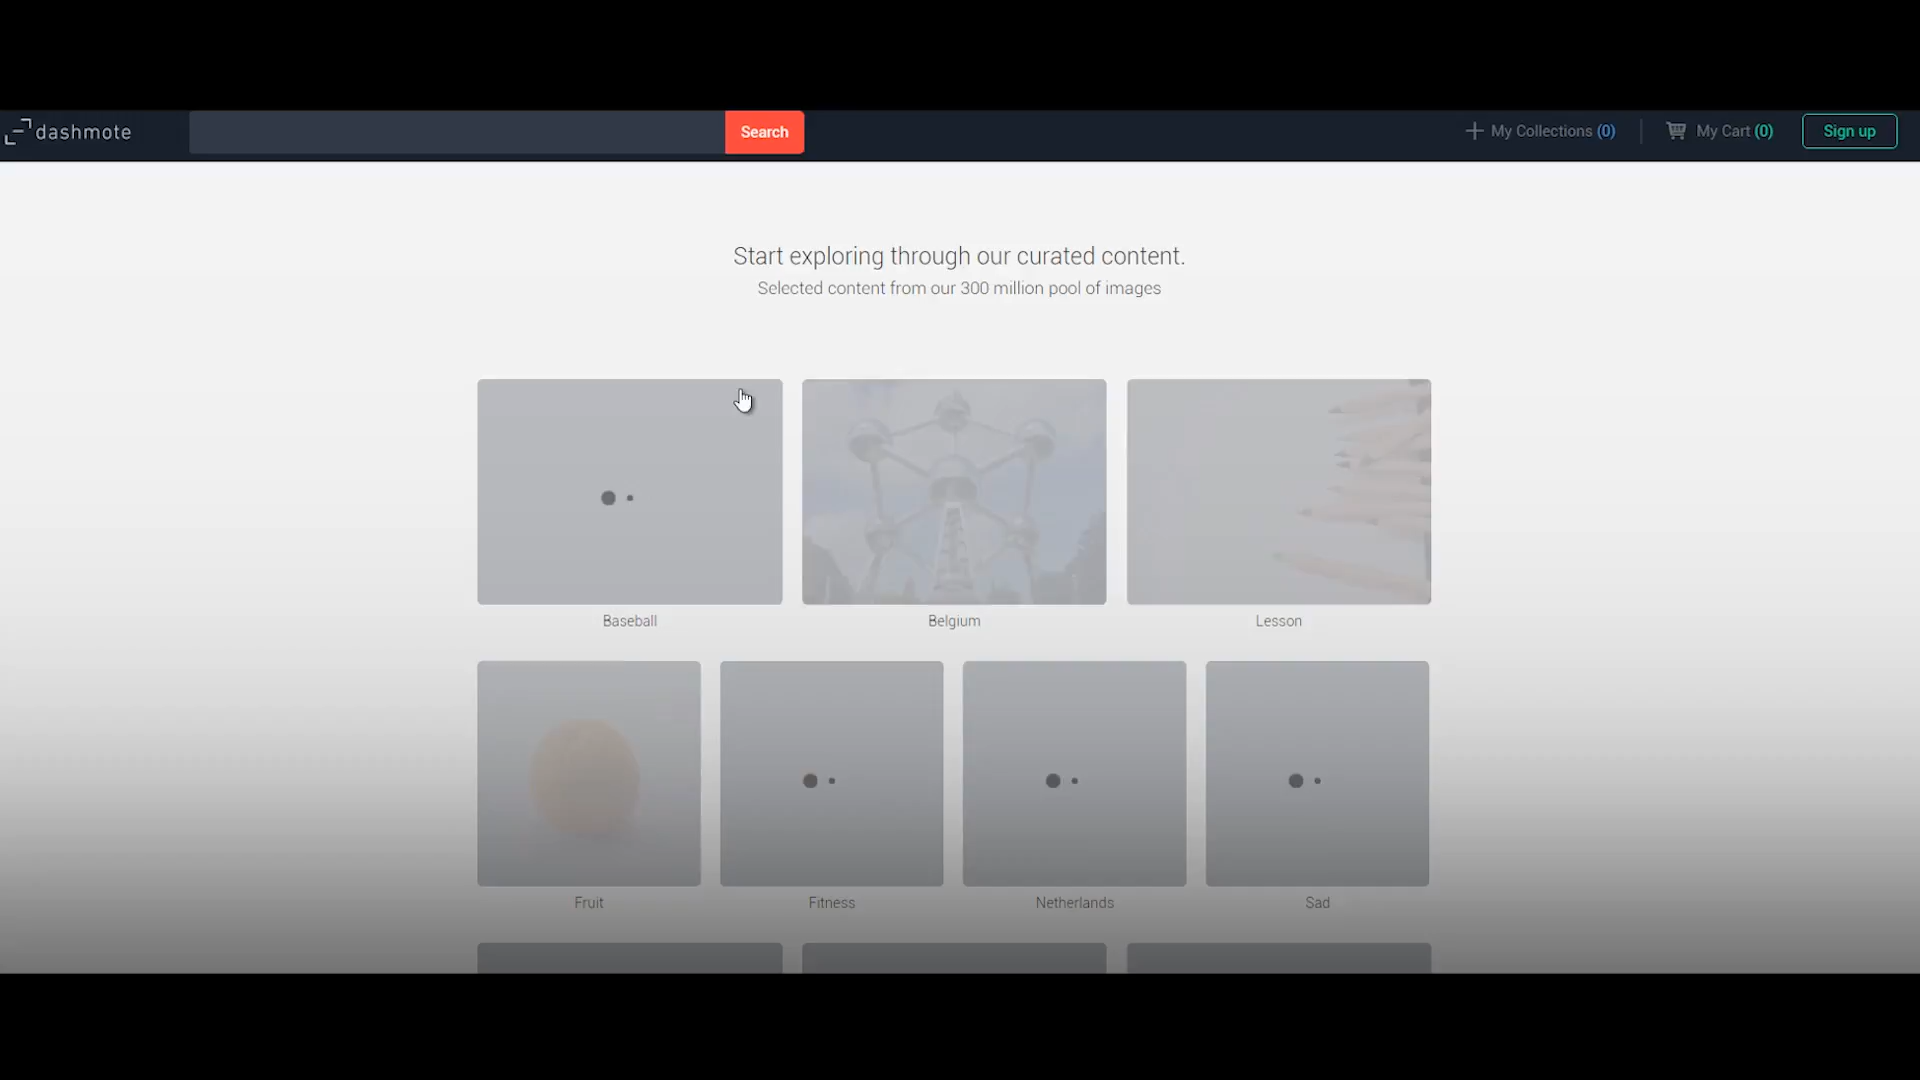 dashmote
Search
My Collections (0)
My Cart (0)
Sign up
Start exploring through our curated content.
Selected content from our 300 million pool of images
Baseball
Belgium
Lesson
Fruit
Fitness
Netherlands
Sad